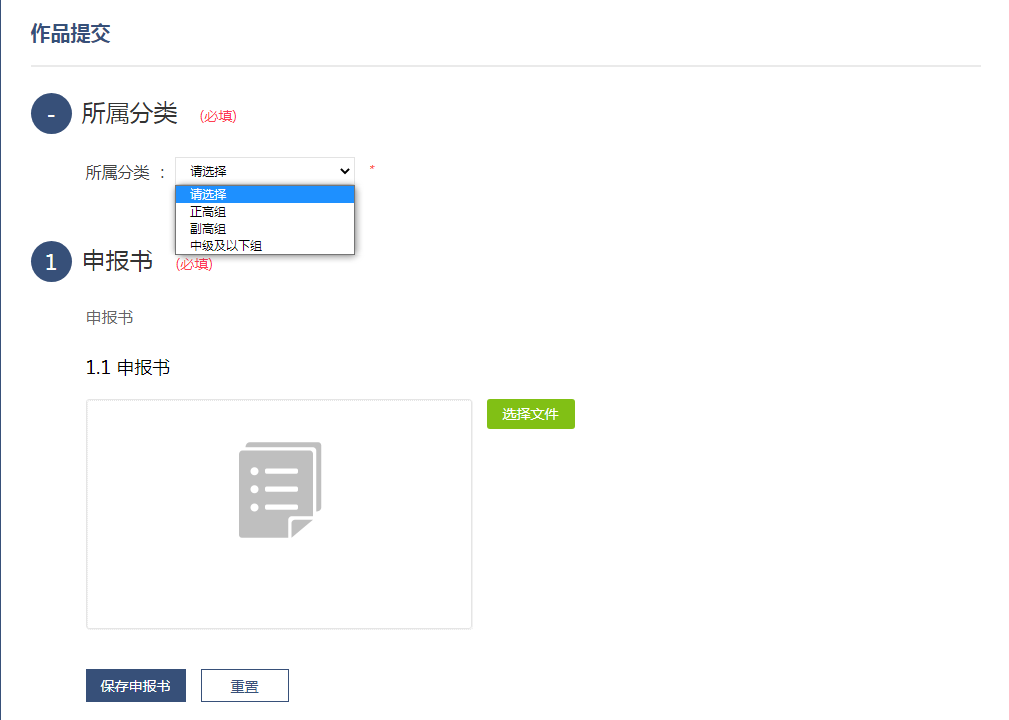 作品提交
- 所属分类 (必填)
所属分类 : 请选择 *
请选择
正高组
副高组
中级及以下组
1 申报书 (必填)
申报书
1.1 申报书
选择文件
保存申报书 重置